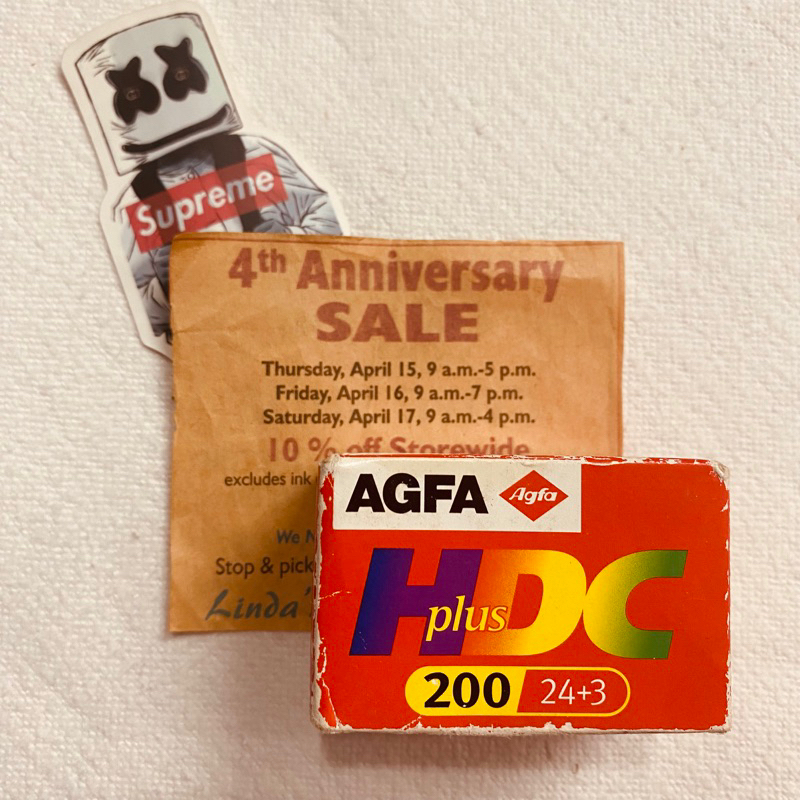 Supreme
4th Anniversary
SALE
Thursday, April 15, 9 a.m.-5 p.m.
Friday, April 16, 9 a.m.-7 p.m.
Saturday, April 17, 9 a.m.-4 p.m.
10 % off Storewide
excludes ink
We
Stop & pick
Linda'
AGFA Agfa
HDC
plus
200 24+3